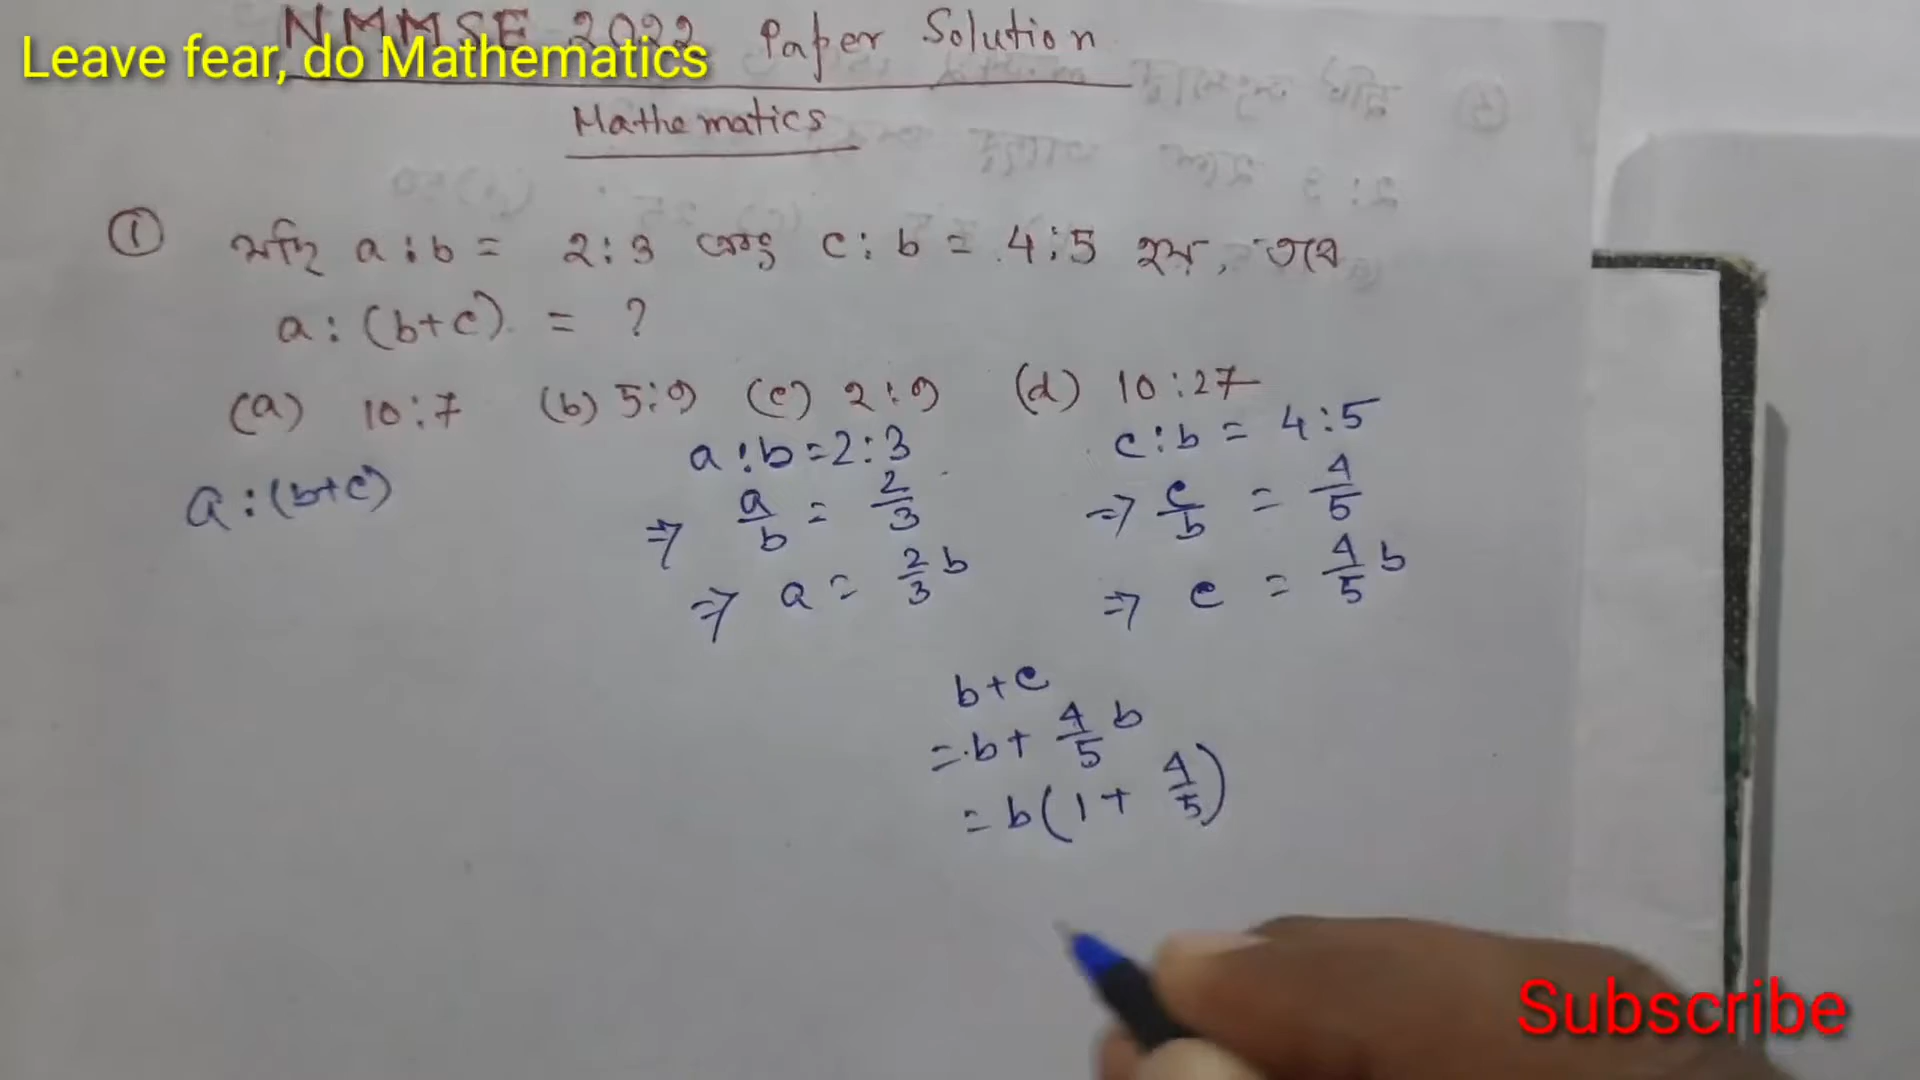 NMMSE 2022 Paper Solution
Leave fear, do Mathematics
Mathematics
① যদি a : b = 2 : 3 এবং c : b = 4 : 5 হয়, তবে
a : (b+c) = ?
(a) 10 : 7 (b) 5 : 9 (c) 2 : 9 (d) 10 : 27
a : (b+c)
a : b = 2 : 3
⇒ a/b = 2/3
⇒ a = 2/3 b
c : b = 4 : 5
⇒ c/b = 4/5
⇒ c = 4/5 b
b+c
= b + 4/5 b
= b(1 + 4/5)
Subscribe